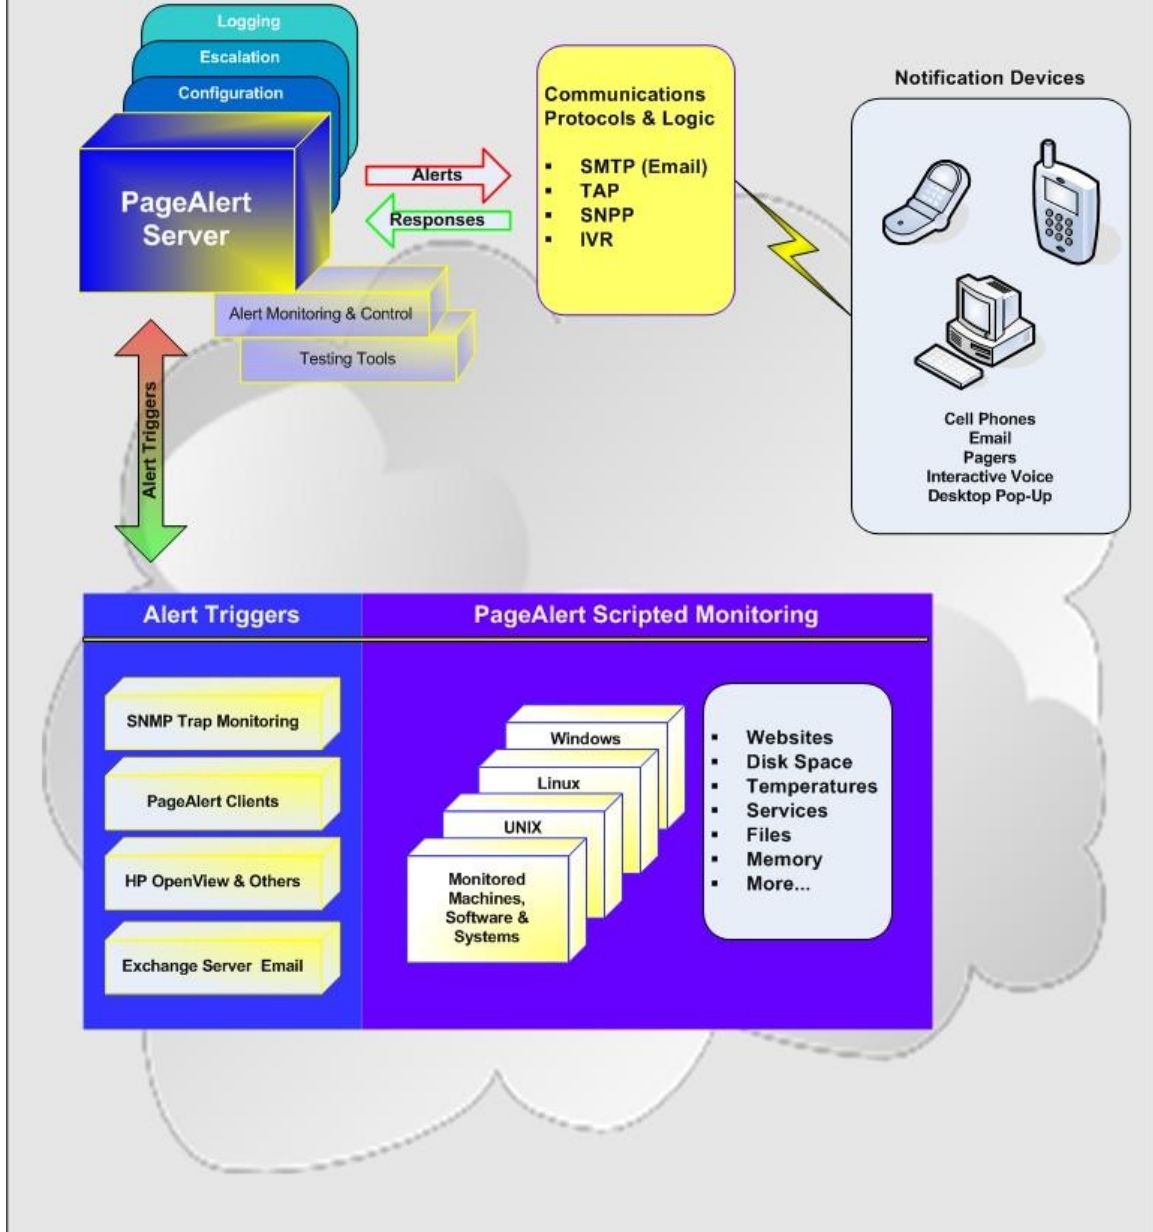 Logging
Escalation
Configuration
PageAlert
Server
Alert Monitoring & Control
Testing Tools
Alerts
Responses
Communications
Protocols & Logic
▪ SMTP (Email)
▪ TAP
▪ SNPP
▪ IVR
Notification Devices
Cell Phones
Email
Pagers
Interactive Voice
Desktop Pop-Up
Alert Triggers
Alert Triggers
SNMP Trap Monitoring
PageAlert Clients
HP OpenView & Others
Exchange Server Email
PageAlert Scripted Monitoring
Windows
Linux
UNIX
Monitored
Machines,
Software &
Systems
▪ Websites
▪ Disk Space
▪ Temperatures
▪ Services
▪ Files
▪ Memory
▪ More...